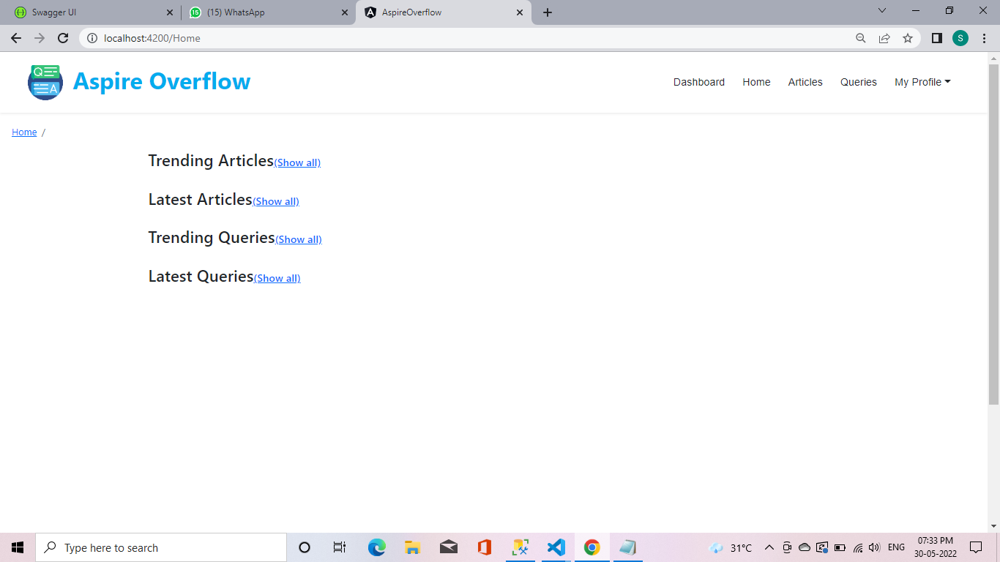 Swagger UI
(15) WhatsApp
AspireOverflow
localhost:4200/Home
S
Q
A
Aspire Overflow
Dashboard Home Articles Queries My Profile
Home /
Trending Articles(Show all)
Latest Articles(Show all)
Trending Queries(Show all)
Latest Queries(Show all)
Type here to search
31°C
ENG
07:33 PM
30-05-2022